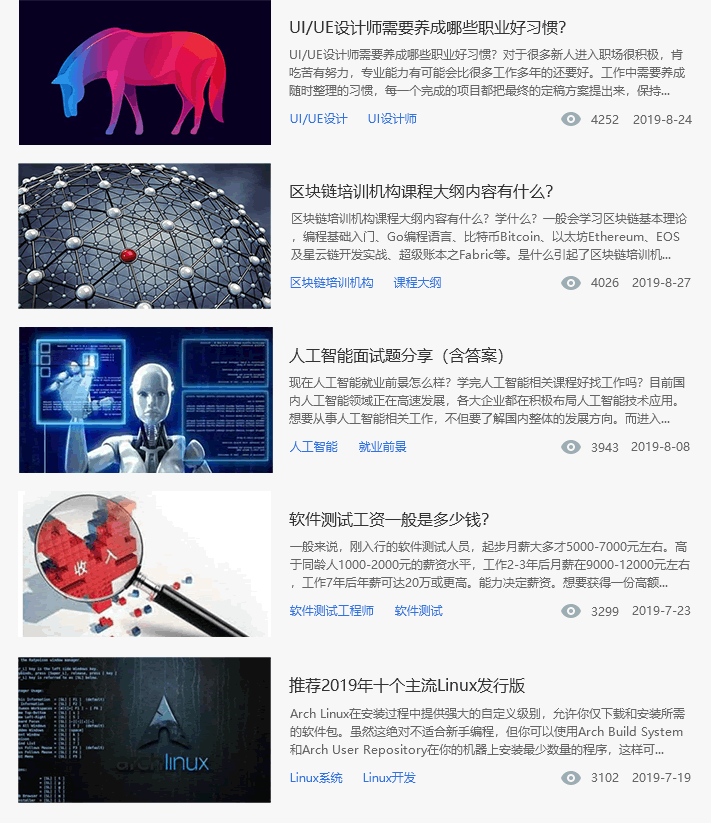 UI/UE设计师需要养成哪些职业好习惯？
UI/UE设计师需要养成哪些职业好习惯？对于很多新人进入职场很积极，肯
吃苦有努力，专业能力有可能会比很多工作多年的还要好。工作中需要养成
随时整理的习惯，每一个完成的项目都把最终的定稿方案提出来，保持...
UI/UE设计 UI设计师 4252 2019-8-24
区块链培训机构课程大纲内容有什么？
区块链培训机构课程大纲内容有什么？学什么？一般会学习区块链基本理论
，编程基础入门、Go编程语言、比特币Bitcoin、以太坊Ethereum、EOS
及星云链开发实战、超级账本之Fabric等。是什么引起了区块链培训机...
区块链培训机构 课程大纲 4026 2019-8-27
人工智能面试题分享（含答案）
现在人工智能就业前景怎么样？学完人工智能相关课程好找工作吗？目前国
内人工智能领域正在高速发展，各大企业都在积极布局人工智能技术应用。
想要从事人工智能相关工作，不但要了解国内整体的发展方向。而进入...
人工智能 就业前景 3943 2019-8-08
收入
软件测试工资一般是多少钱？
一般来说，刚入行的软件测试人员，起步月薪大多才5000-7000元左右。高
于同龄人1000-2000元的薪资水平，工作2-3年后月薪在9000-12000元左右
，工作7年后年薪可达20万或更高。能力决定薪资。想要获得一份高额...
软件测试工程师 软件测试 3299 2019-7-23
arch linux
推荐2019年十个主流Linux发行版
Arch Linux在安装过程中提供强大的自定义级别，允许你仅下载和安装所需
的软件包。虽然这绝对不适合新手编程，但你可以使用Arch Build System
和Arch User Repository在你的机器上安装最少数量的程序，这样可...
Linux系统 Linux开发 3102 2019-7-19